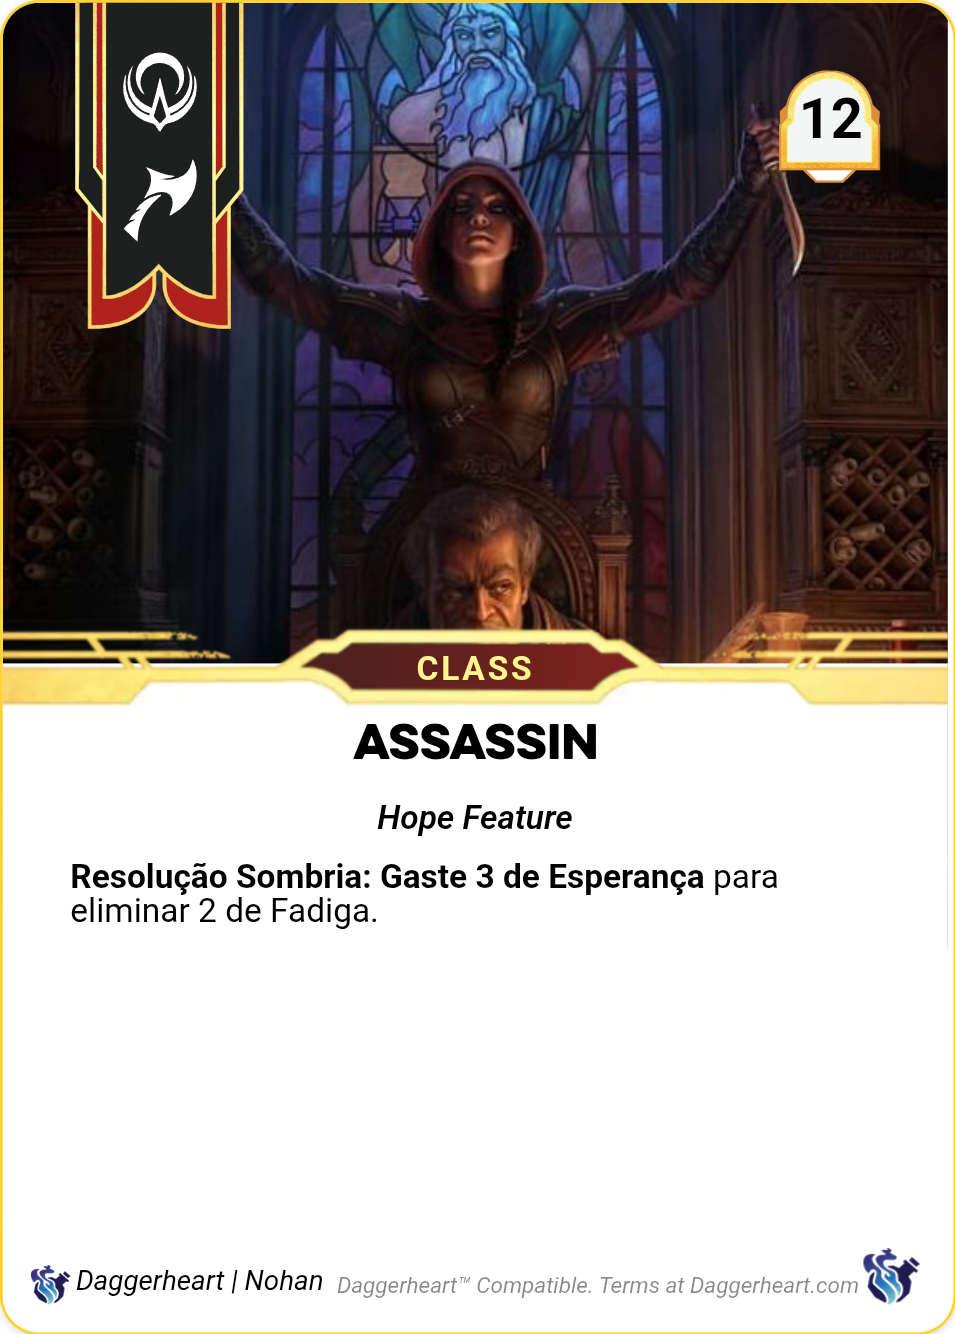 12
CLASS
ASSASSIN
Hope Feature
Resolução Sombria: Gaste 3 de Esperança para
eliminar 2 de Fadiga.
Daggerheart | Nohan
Daggerheart™ Compatible. Terms at Daggerheart.com